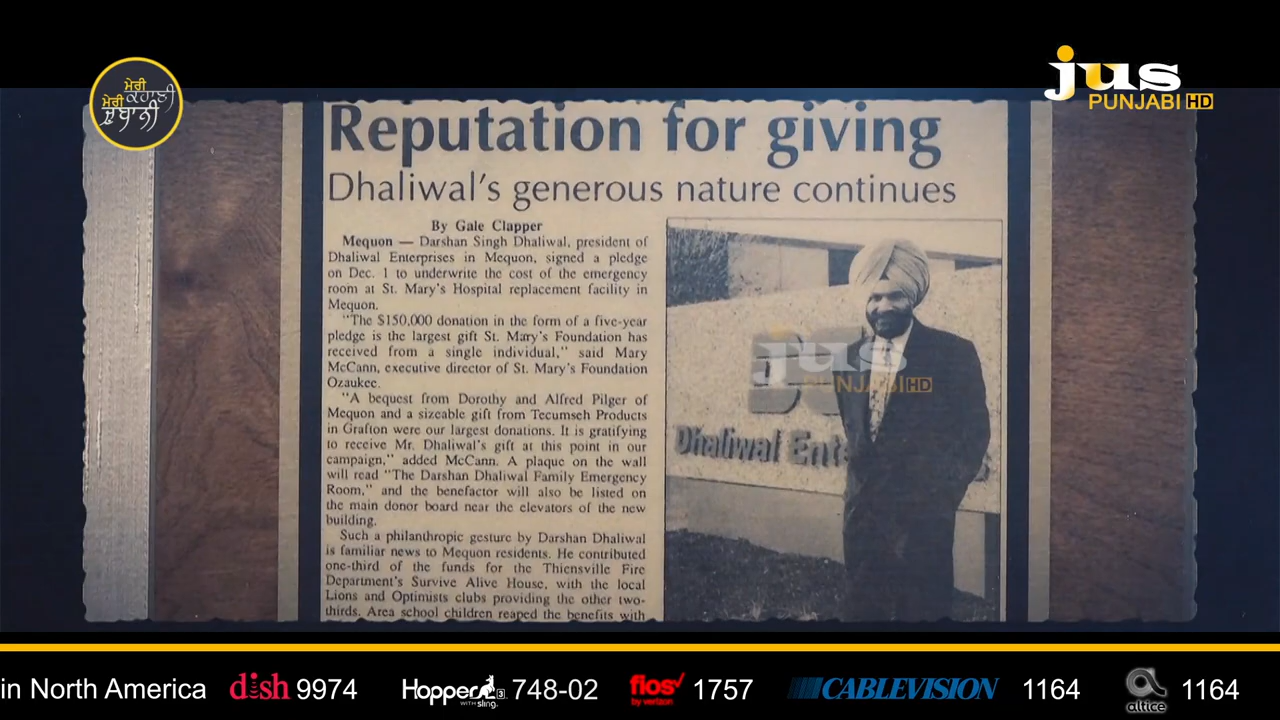 ਮੇਰੀ
ਕਹਾਣੀ
ਮੇਰੀ
ਜ਼ੁਬਾਨੀ
jus
PUNJABI HD
Reputation for giving
Dhaliwal's generous nature continues
By Gale Clapper
Mequon — Darshan Singh Dhaliwal, president of
Dhaliwal Enterprises in Mequon, signed a pledge
on Dec. 1 to underwrite the cost of the emergency
room at St. Mary's Hospital replacement facility in
Mequon.
"The $150,000 donation in the form of a five-year
pledge is the largest gift St. Mary's Foundation has
received from a single individual," said Mary
McCann, executive director of St. Mary's Foundation
Ozaukee.
"A bequest from Dorothy and Alfred Pilger of
Mequon and a sizeable gift from Tecumseh Products
in Grafton were our largest donations. It is gratifying
to receive Mr. Dhaliwal's gift at this point in our
campaign," added McCann. A plaque on the wall
will read "The Darshan Dhaliwal Family Emergency
Room," and the benefactor will also be listed on
the main donor board near the elevators of the new
building.
Such a philanthropic gesture by Darshan Dhaliwal
is familiar news to Mequon residents. He contributed
one-third of the funds for the Thiensville Fire
Department's Survive Alive House, with the local
Lions and Optimists clubs providing the other two-
thirds. Area school children reaped the benefits with
jus
PUNJABI HD
Dhaliwal Ente
in North America dish 9974 Hopper 3 WITH sling. 748-02 fios by verizon 1757 CABLEVISION 1164 altice 1164